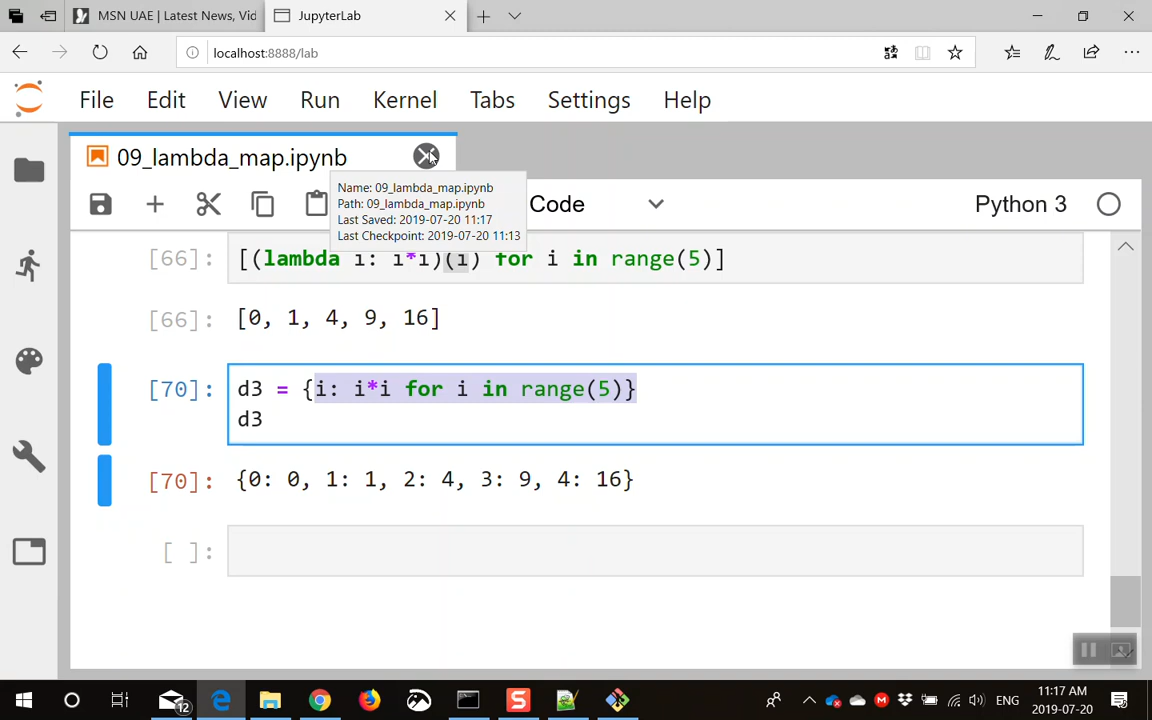 MSN UAE | Latest News, Vid
JupyterLab
localhost:8888/lab
File Edit View Run Kernel Tabs Settings Help
09_lambda_map.ipynb
Code
Python 3
Name: 09_lambda_map.ipynb
Path: 09_lambda_map.ipynb
Last Saved: 2019-07-20 11:17
Last Checkpoint: 2019-07-20 11:13
[66]: [(lambda i: i*i)(i) for i in range(5)]
[66]: [0, 1, 4, 9, 16]
[70]: d3 = {i: i*i for i in range(5)}
d3
[70]: {0: 0, 1: 1, 2: 4, 3: 9, 4: 16}
[ ]:
12
ENG
11:17 AM
2019-07-20